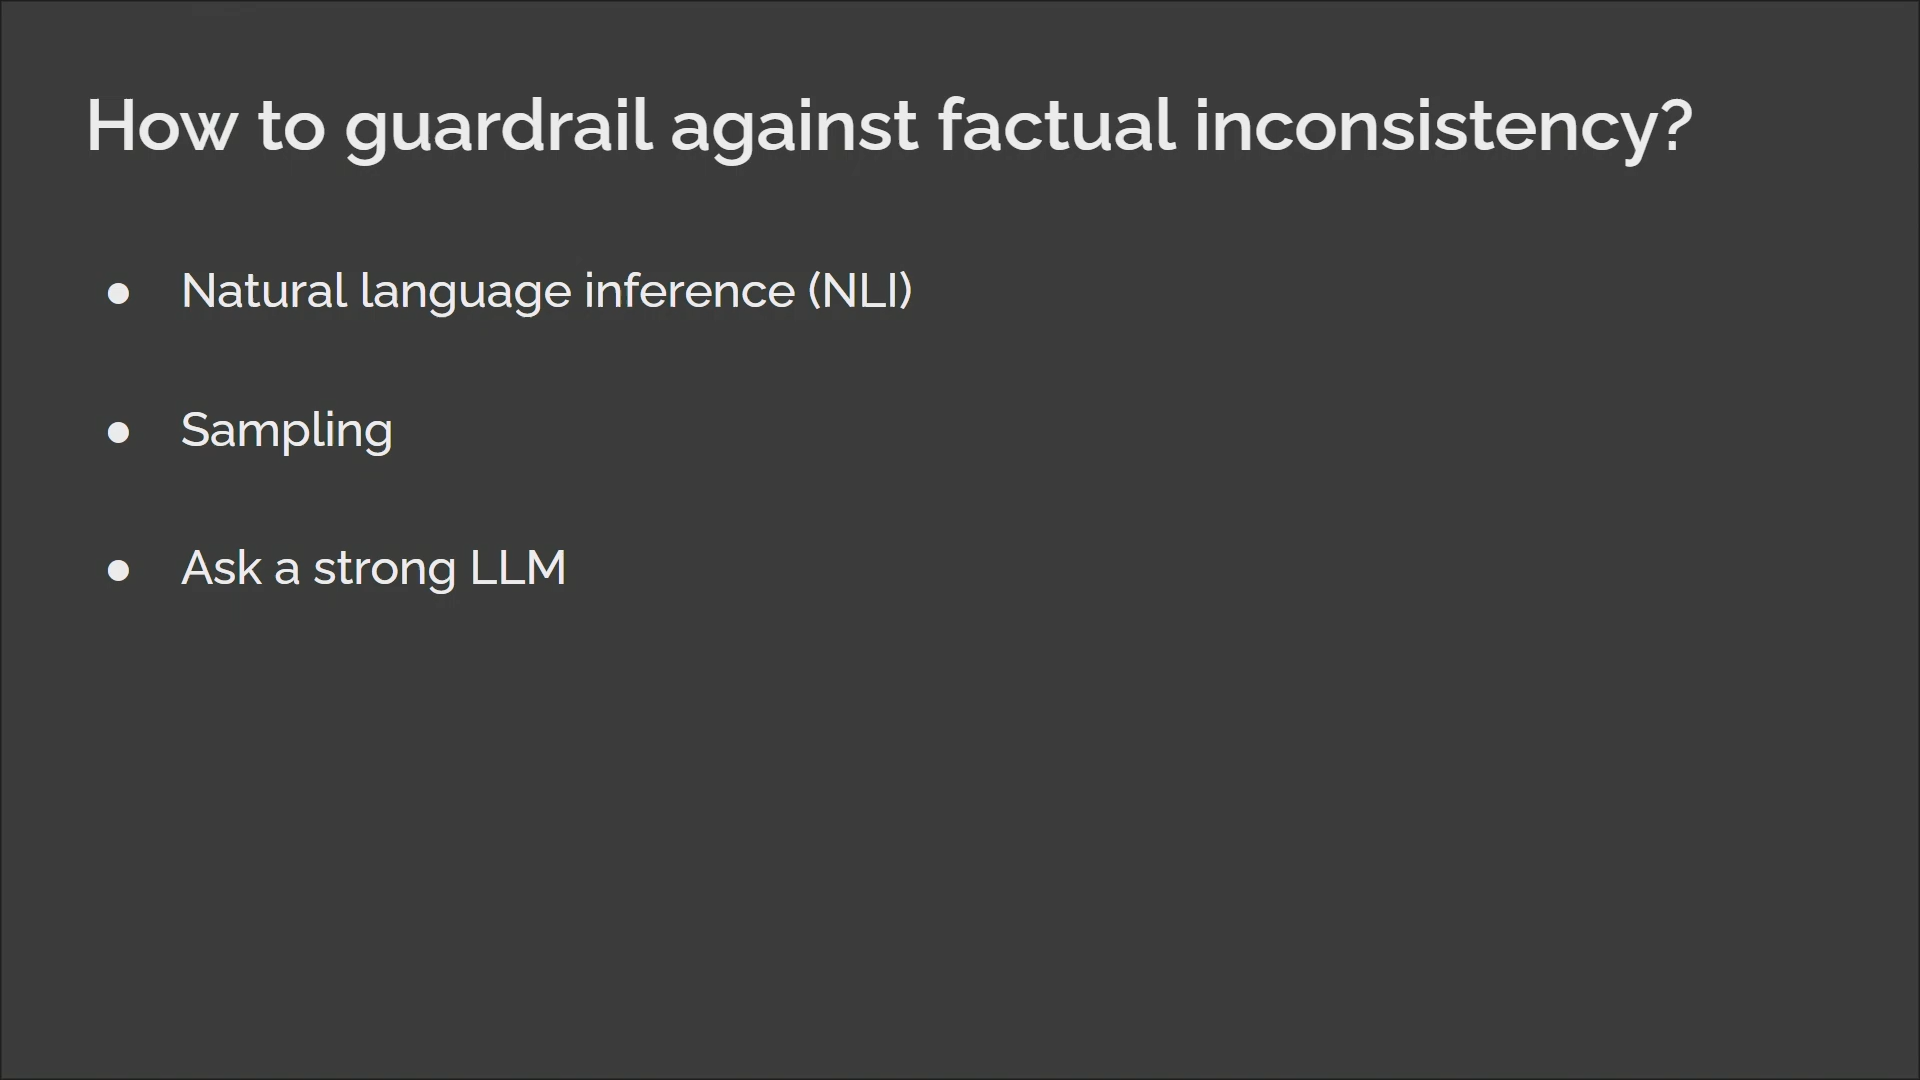 How to guardrail against factual inconsistency?
● Natural language inference (NLI)
● Sampling
● Ask a strong LLM